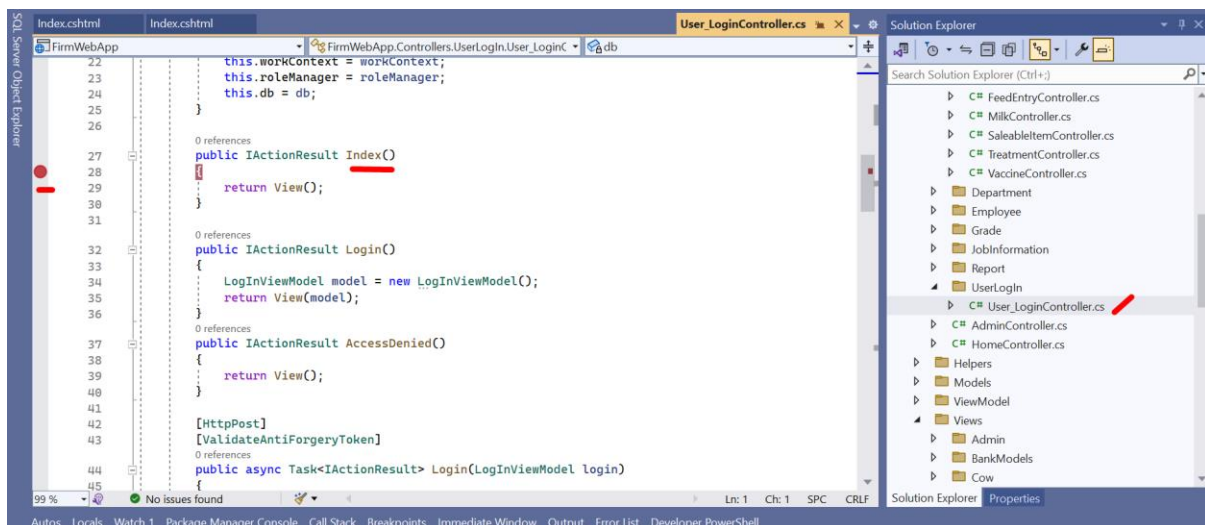 SQL Server Object Explorer
Index.cshtml Index.cshtml User_LoginController.cs
FirmWebApp FirmWebApp.Controllers.UserLogIn.User_LoginC db
22 this.workContext = workContext;
23 this.roleManager = roleManager;
24 this.db = db;
25 }
26
0 references
27 public IActionResult Index()
28 {
29 return View();
30 }
31
0 references
32 public IActionResult Login()
33 {
34 LogInViewModel model = new LogInViewModel();
35 return View(model);
36 }
0 references
37 public IActionResult AccessDenied()
38 {
39 return View();
40 }
41
42 [HttpPost]
43 [ValidateAntiForgeryToken]
0 references
44 public async Task<IActionResult> Login(LogInViewModel login)
45 {
99 % No issues found Ln: 1 Ch: 1 SPC CRLF
Solution Explorer
Search Solution Explorer (Ctrl+;)
C# FeedEntryController.cs
C# MilkController.cs
C# SaleableItemController.cs
C# TreatmentController.cs
C# VaccineController.cs
Department
Employee
Grade
JobInformation
Report
UserLogIn
C# User_LoginController.cs
C# AdminController.cs
C# HomeController.cs
Helpers
Models
ViewModel
Views
Admin
BankModels
Cow
Solution Explorer Properties
Autos Locals Watch 1 Package Manager Console Call Stack Breakpoints Immediate Window Output Error List Developer PowerShell